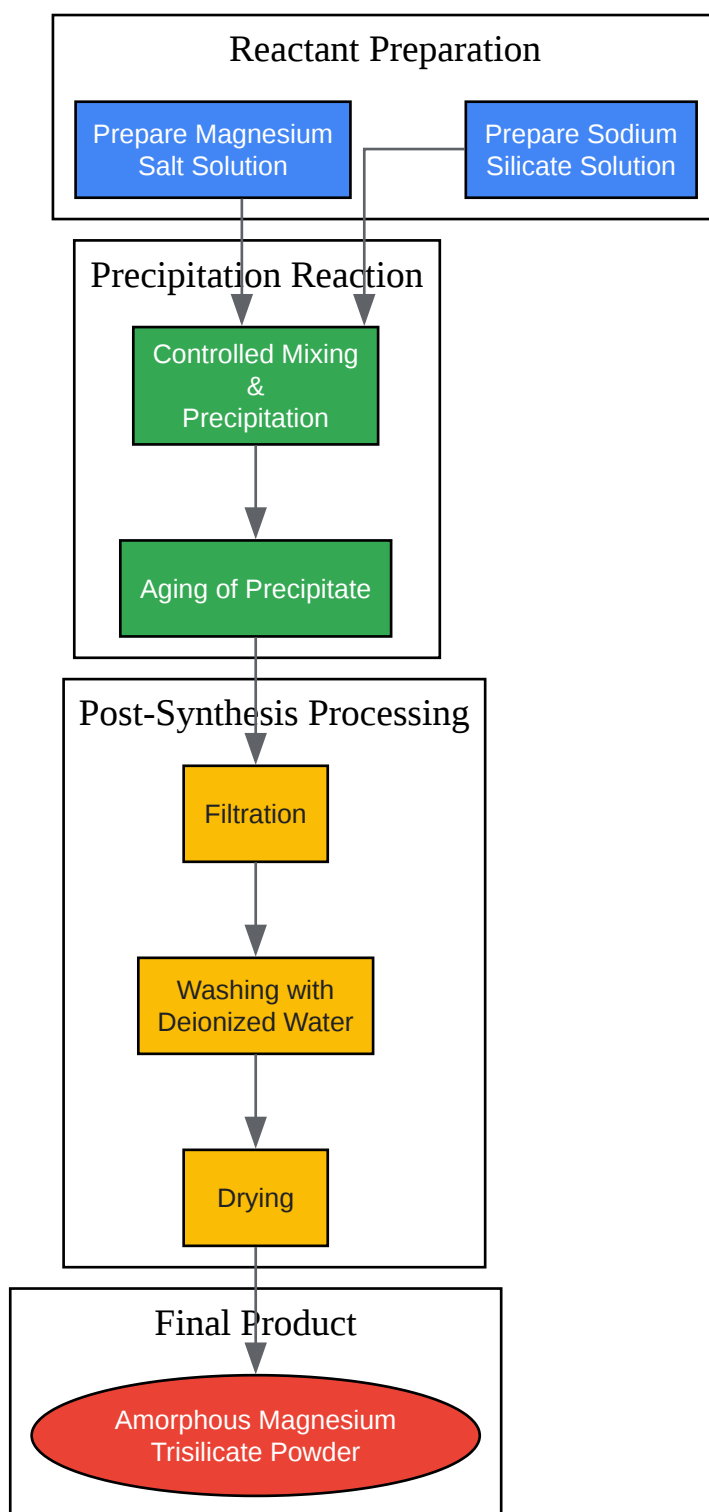 Reactant Preparation
Prepare Magnesium
Salt Solution
Prepare Sodium
Silicate Solution
Precipitation Reaction
Controlled Mixing
&
Precipitation
Aging of Precipitate
Post-Synthesis Processing
Filtration
Washing with
Deionized Water
Drying
Final Product
Amorphous Magnesium
Trisilicate Powder